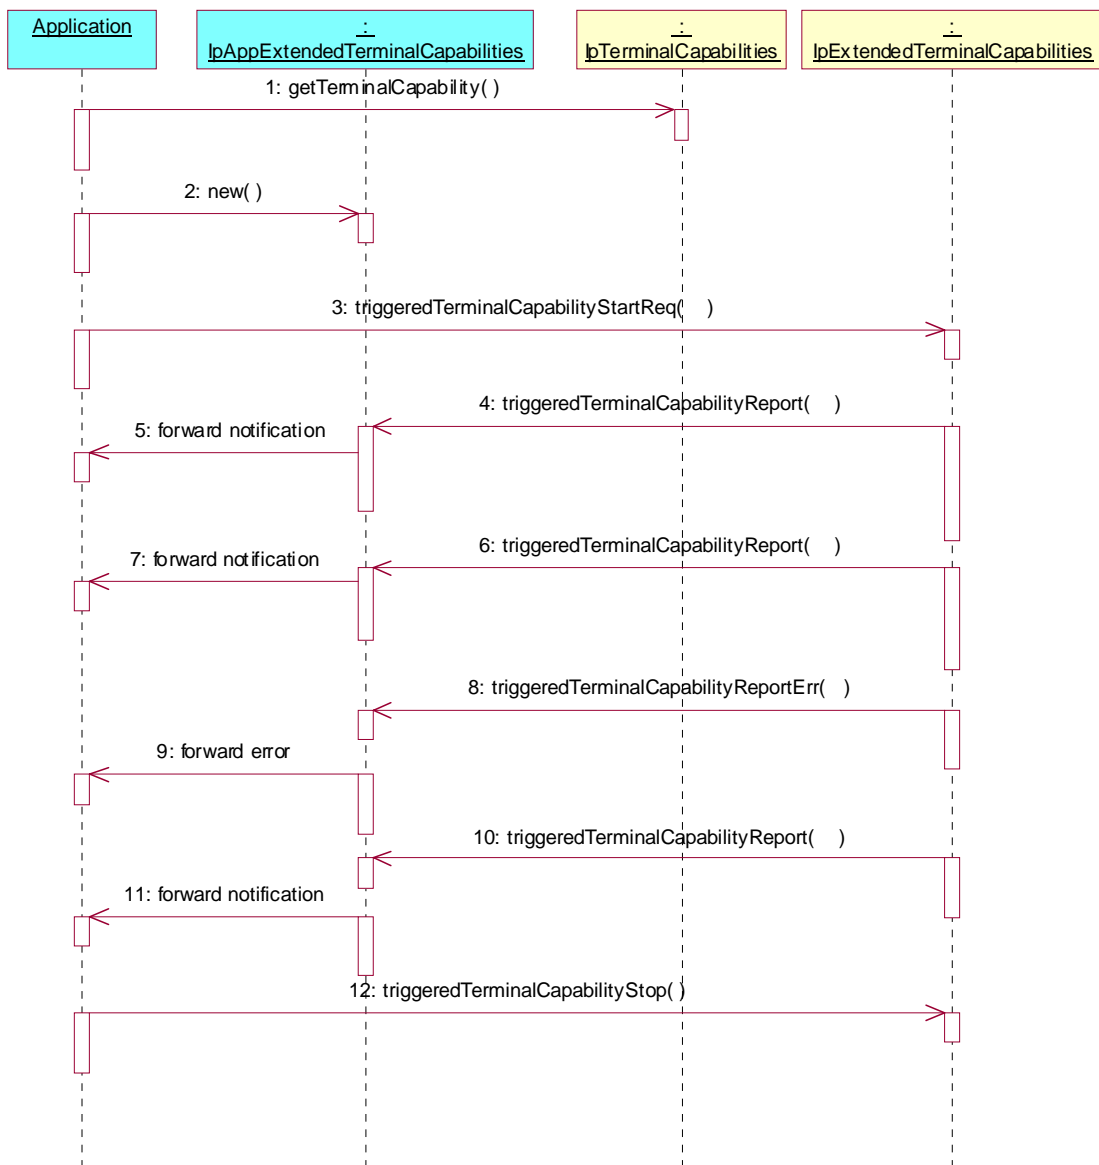 Application
:
IpAppExtendedTerminalCapabilities
:
IpTerminalCapabilities
:
IpExtendedTerminalCapabilities
1: getTerminalCapability( )
2: new( )
3: triggeredTerminalCapabilityStartReq( )
4: triggeredTerminalCapabilityReport( )
5: forward notification
6: triggeredTerminalCapabilityReport( )
7: forward notification
8: triggeredTerminalCapabilityReportErr( )
9: forward error
10: triggeredTerminalCapabilityReport( )
11: forward notification
12: triggeredTerminalCapabilityStop( )